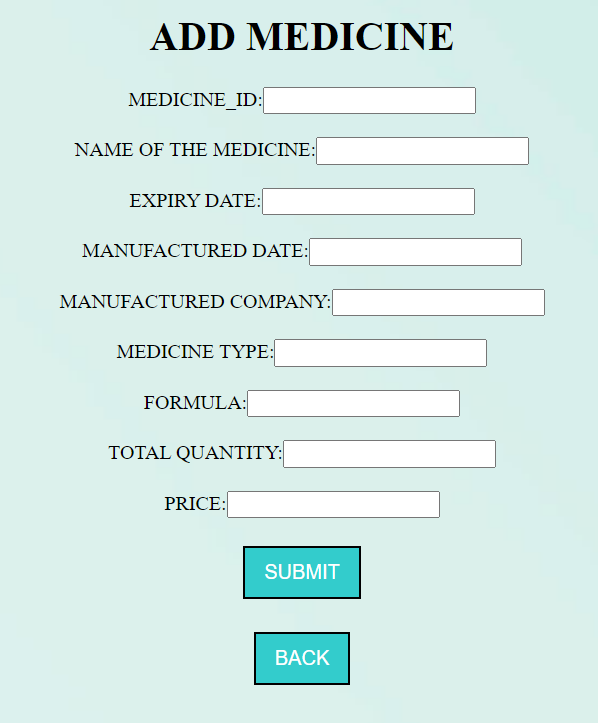 ADD MEDICINE
MEDICINE_ID:
NAME OF THE MEDICINE:
EXPIRY DATE:
MANUFACTURED DATE:
MANUFACTURED COMPANY:
MEDICINE TYPE:
FORMULA:
TOTAL QUANTITY:
PRICE:
SUBMIT
BACK